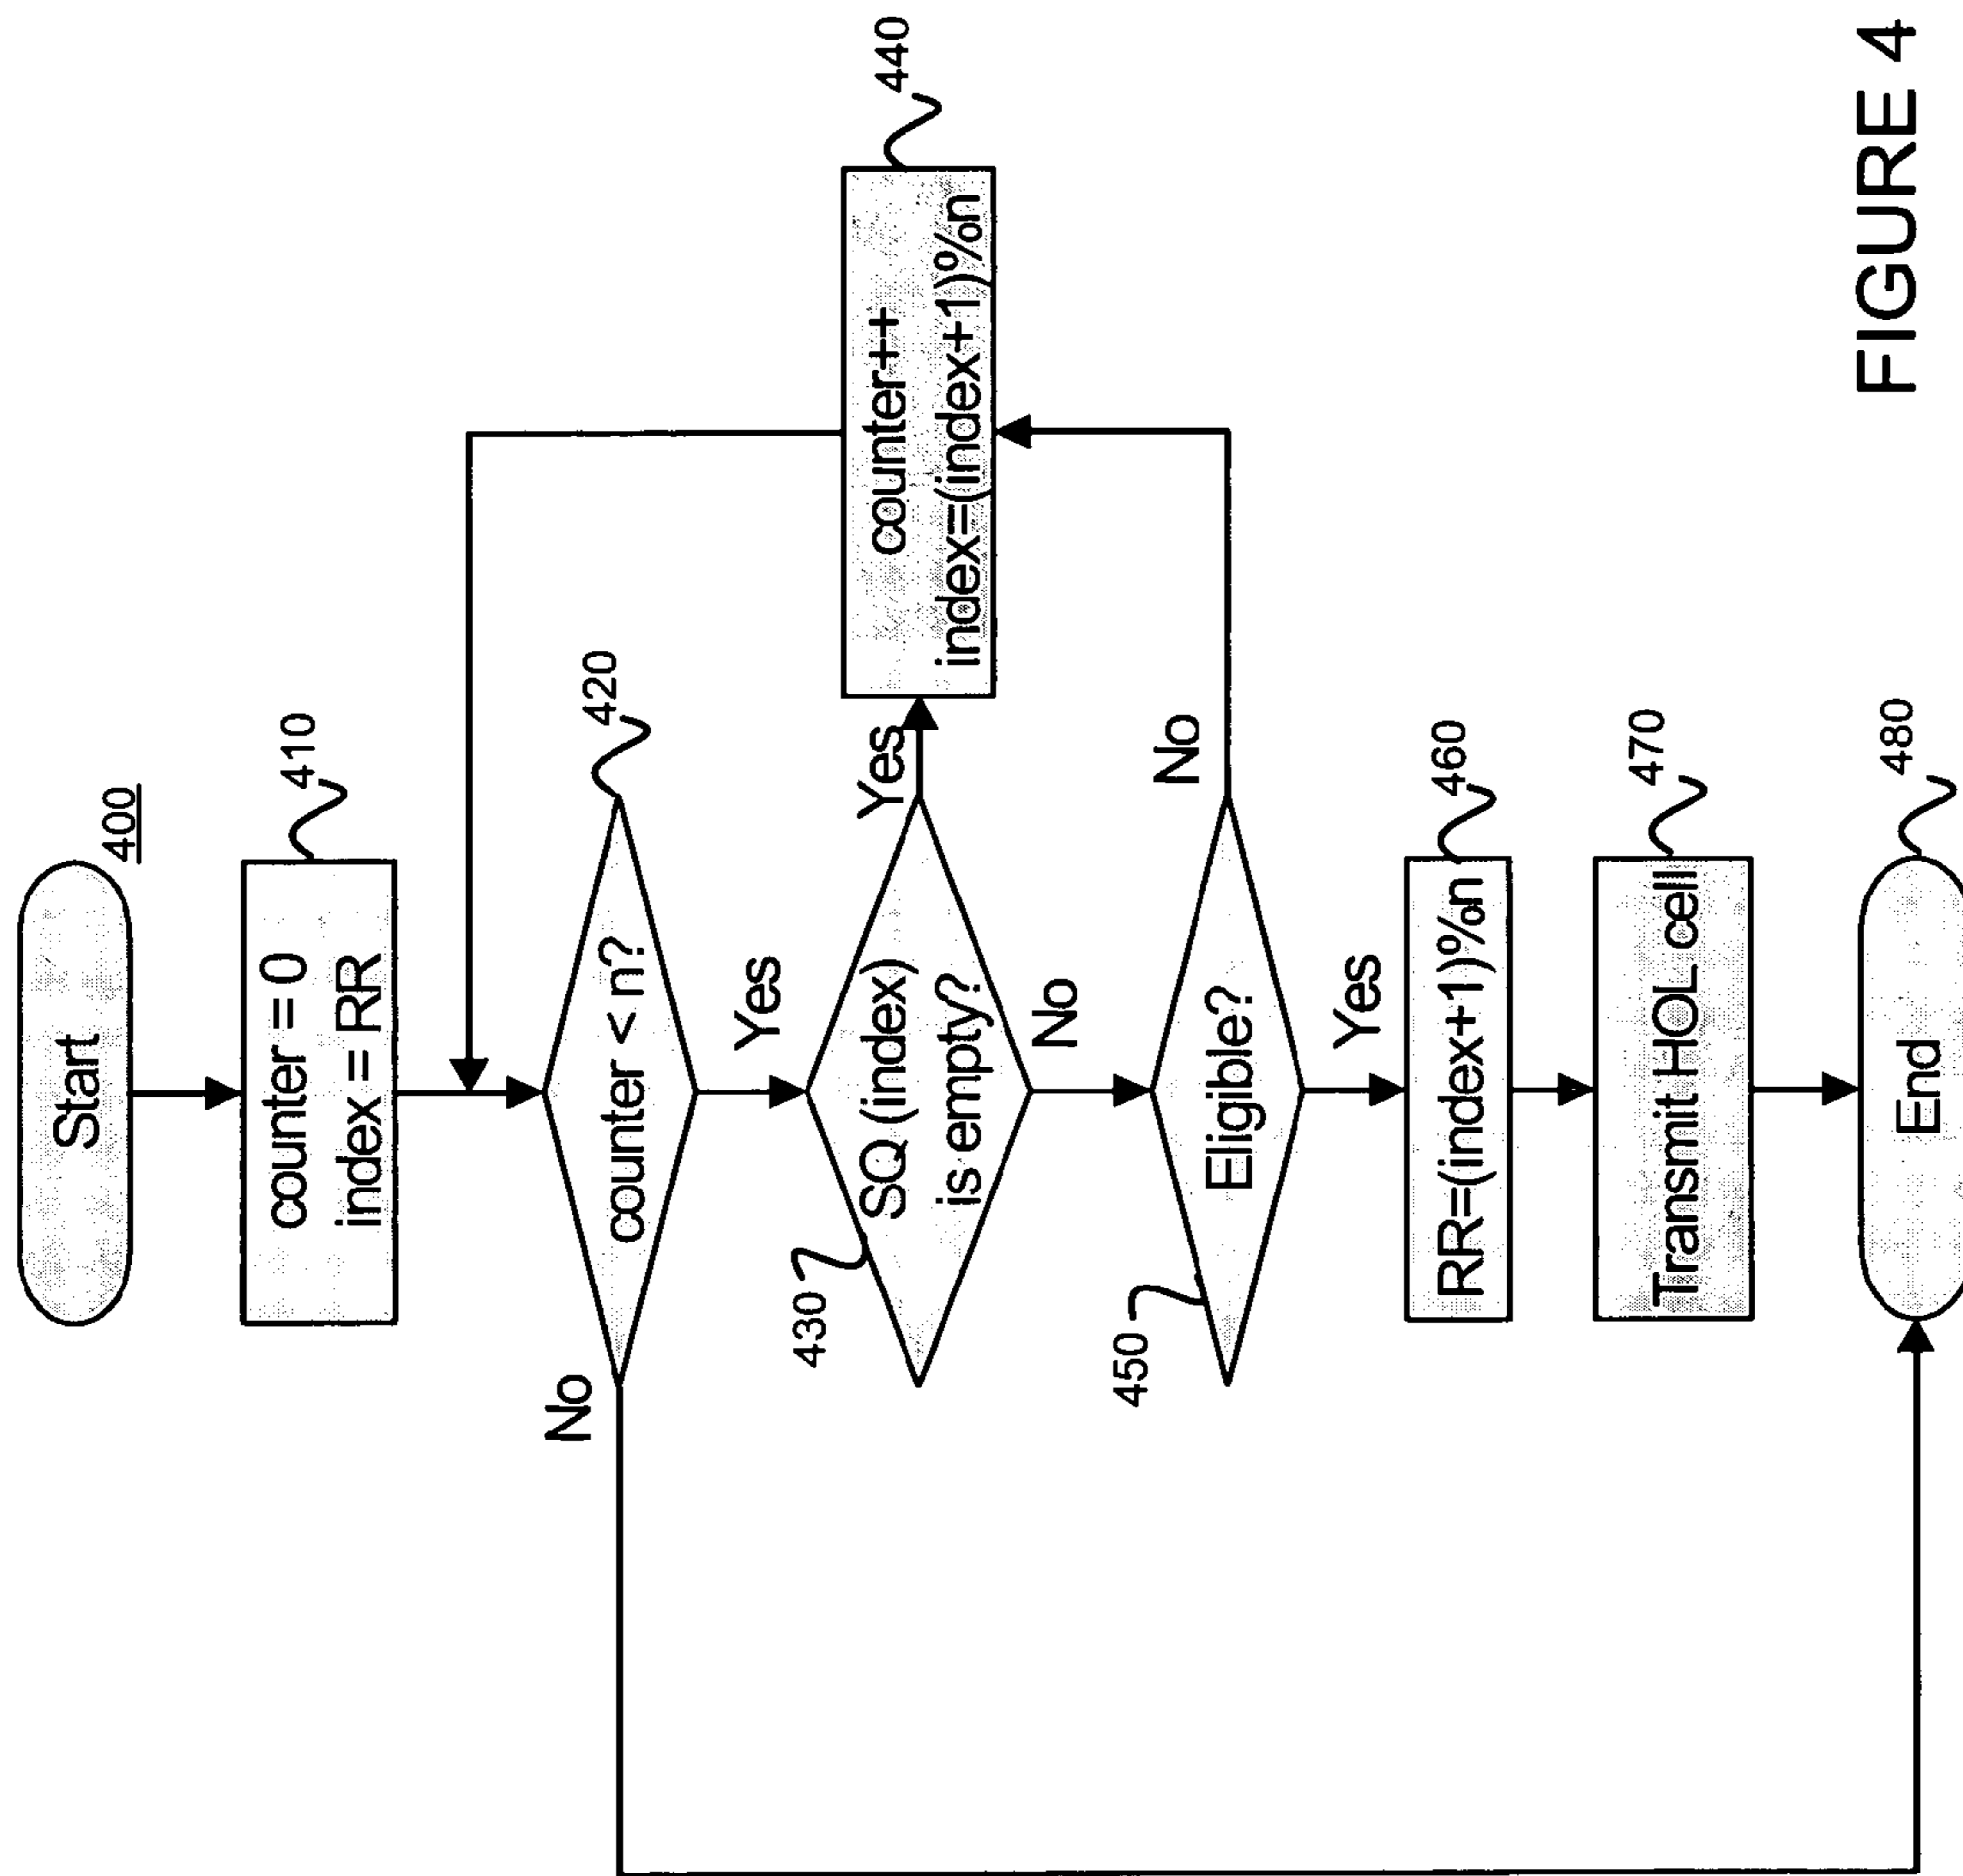 Start
400
counter = 0
index = RR
410
counter < n?
420
No
Yes
SQ (index)
is empty?
430
Yes
counter++
index=(index+1)%n
440
No
Eligible?
450
No
Yes
RR=(index+1)%n
460
Transmit HOL cell
470
End
480
FIGURE 4